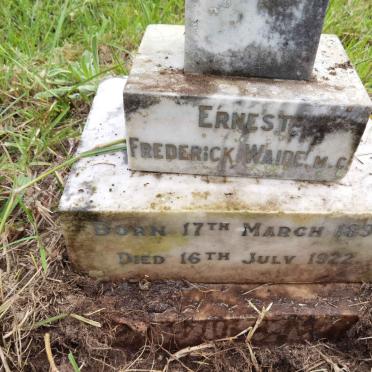 ERNEST
FREDERICK WAIDE M.C.
BORN 17TH MARCH
DIED 16TH JULY 1922